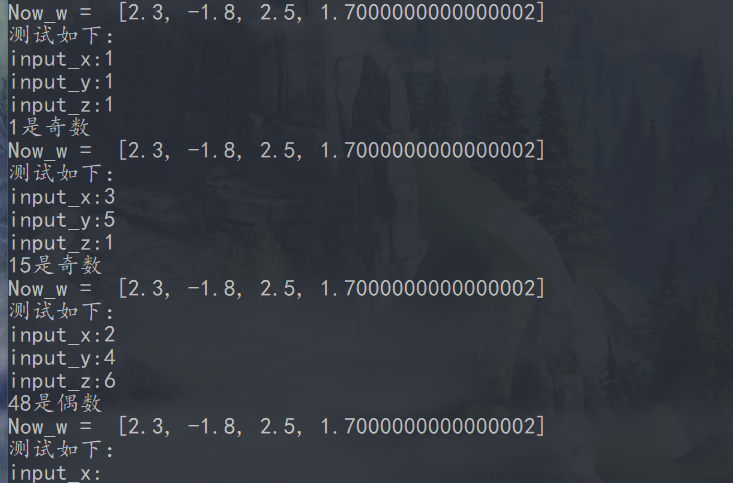 Now_w =  [2.3, -1.8, 2.5, 1.7000000000000002]
测试如下:
input_x:1
input_y:1
input_z:1
1是奇数
Now_w =  [2.3, -1.8, 2.5, 1.7000000000000002]
测试如下:
input_x:3
input_y:5
input_z:1
15是奇数
Now_w =  [2.3, -1.8, 2.5, 1.7000000000000002]
测试如下:
input_x:2
input_y:4
input_z:6
48是偶数
Now_w =  [2.3, -1.8, 2.5, 1.7000000000000002]
测试如下:
input_x: